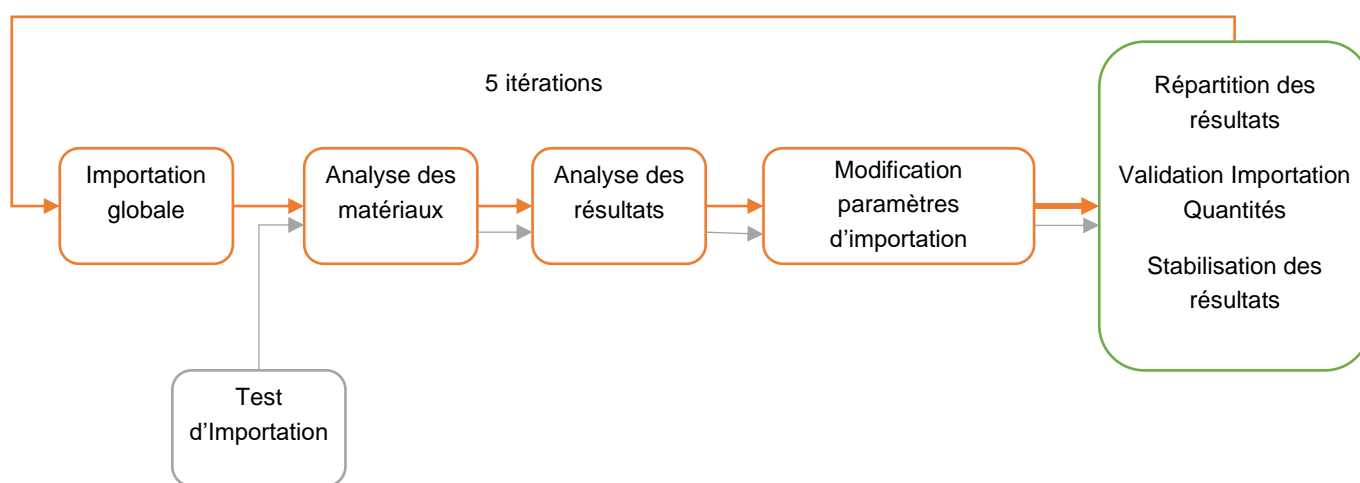 5 itérations
Importation
globale
Analyse des
matériaux
Analyse des
résultats
Modification
paramètres
d’importation
Répartition des
résultats
Validation Importation
Quantités
Stabilisation des
résultats
Test
d’Importation